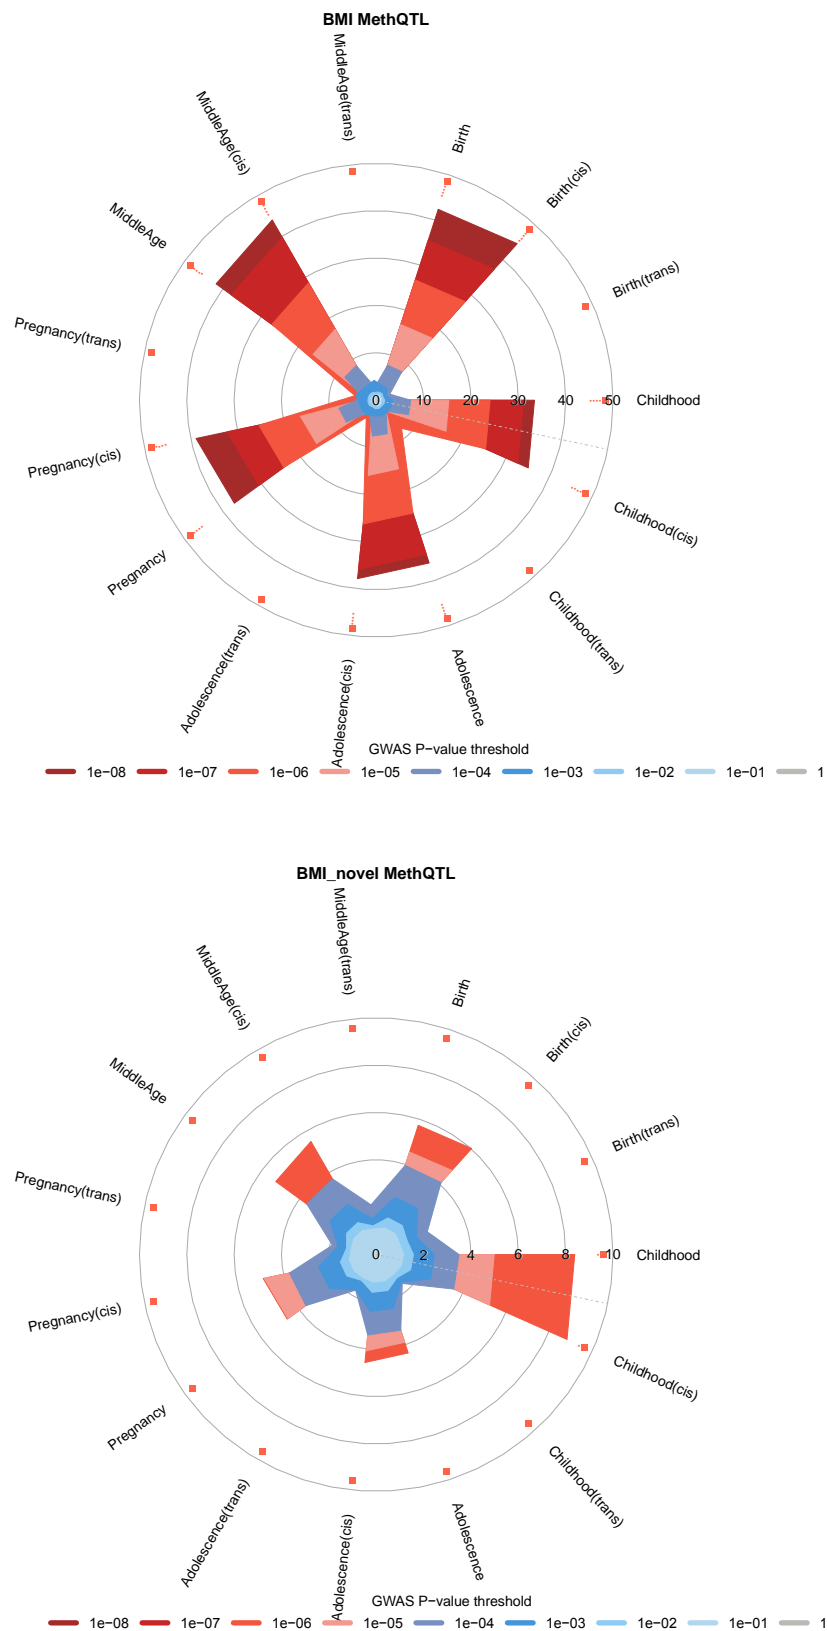 BMI MethQTL
MiddleAge(trans)
Birth
MiddleAge(cis)
Birth(cis)
MiddleAge
Birth(trans)
Pregnancy(trans)
0 10 20 30 40 50
Childhood
Pregnancy(cis)
Childhood(cis)
Pregnancy
Childhood(trans)
Adolescence(trans)
Adolescence
Adolescence(cis)
GWAS P−value threshold
1e−08 1e−07 1e−06 1e−05 1e−04 1e−03 1e−02 1e−01 1
BMI_novel MethQTL
MiddleAge(trans)
Birth
MiddleAge(cis)
Birth(cis)
MiddleAge
Birth(trans)
Pregnancy(trans)
0 2 4 6 8 10
Childhood
Pregnancy(cis)
Childhood(cis)
Pregnancy
Childhood(trans)
Adolescence(trans)
Adolescence
Adolescence(cis)
GWAS P−value threshold
1e−08 1e−07 1e−06 1e−05 1e−04 1e−03 1e−02 1e−01 1